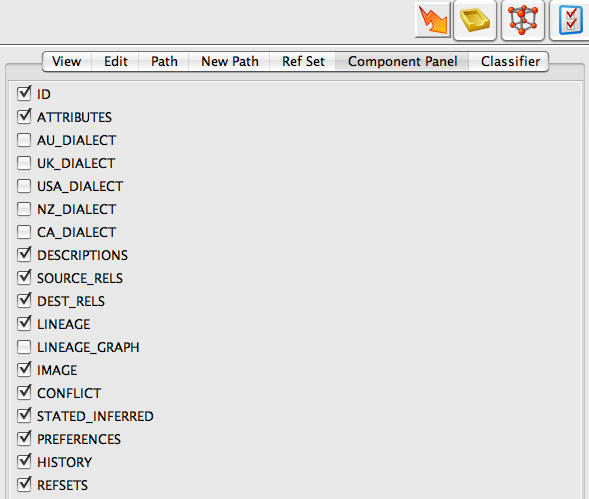 View Edit Path New Path Ref Set Component Panel Classifier
ID
ATTRIBUTES
AU_DIALECT
UK_DIALECT
USA_DIALECT
NZ_DIALECT
CA_DIALECT
DESCRIPTIONS
SOURCE_RELS
DEST_RELS
LINEAGE
LINEAGE_GRAPH
IMAGE
CONFLICT
STATED_INFERRED
PREFERENCES
HISTORY
REFSETS